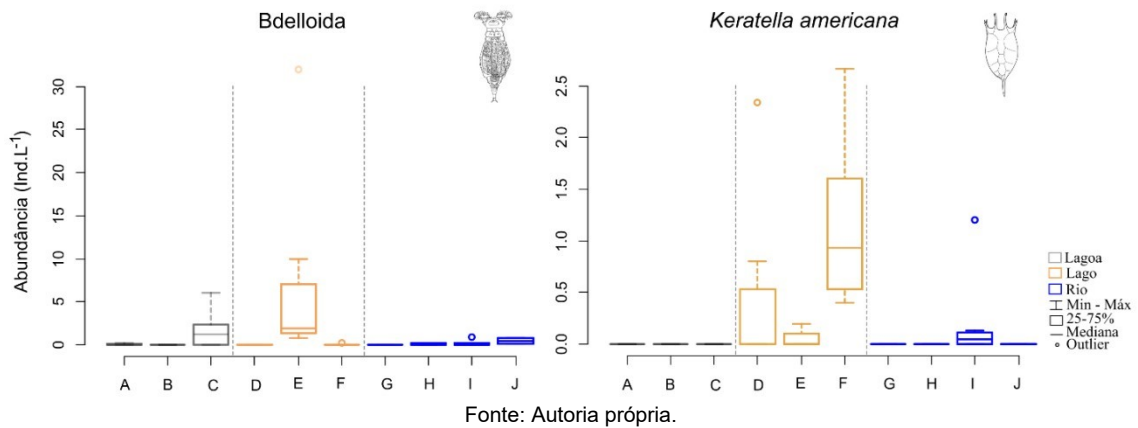 Bdelloida
Keratella americana
Abundância (Ind.L⁻¹)
30
25
20
15
10
5
0
A B C D E F G H I J
2.5
2.0
1.5
1.0
0.5
0.0
A B C D E F G H I J
Lagoa
Lago
Rio
Min - Máx
25-75%
Mediana
Outlier
Fonte: Autoria própria.